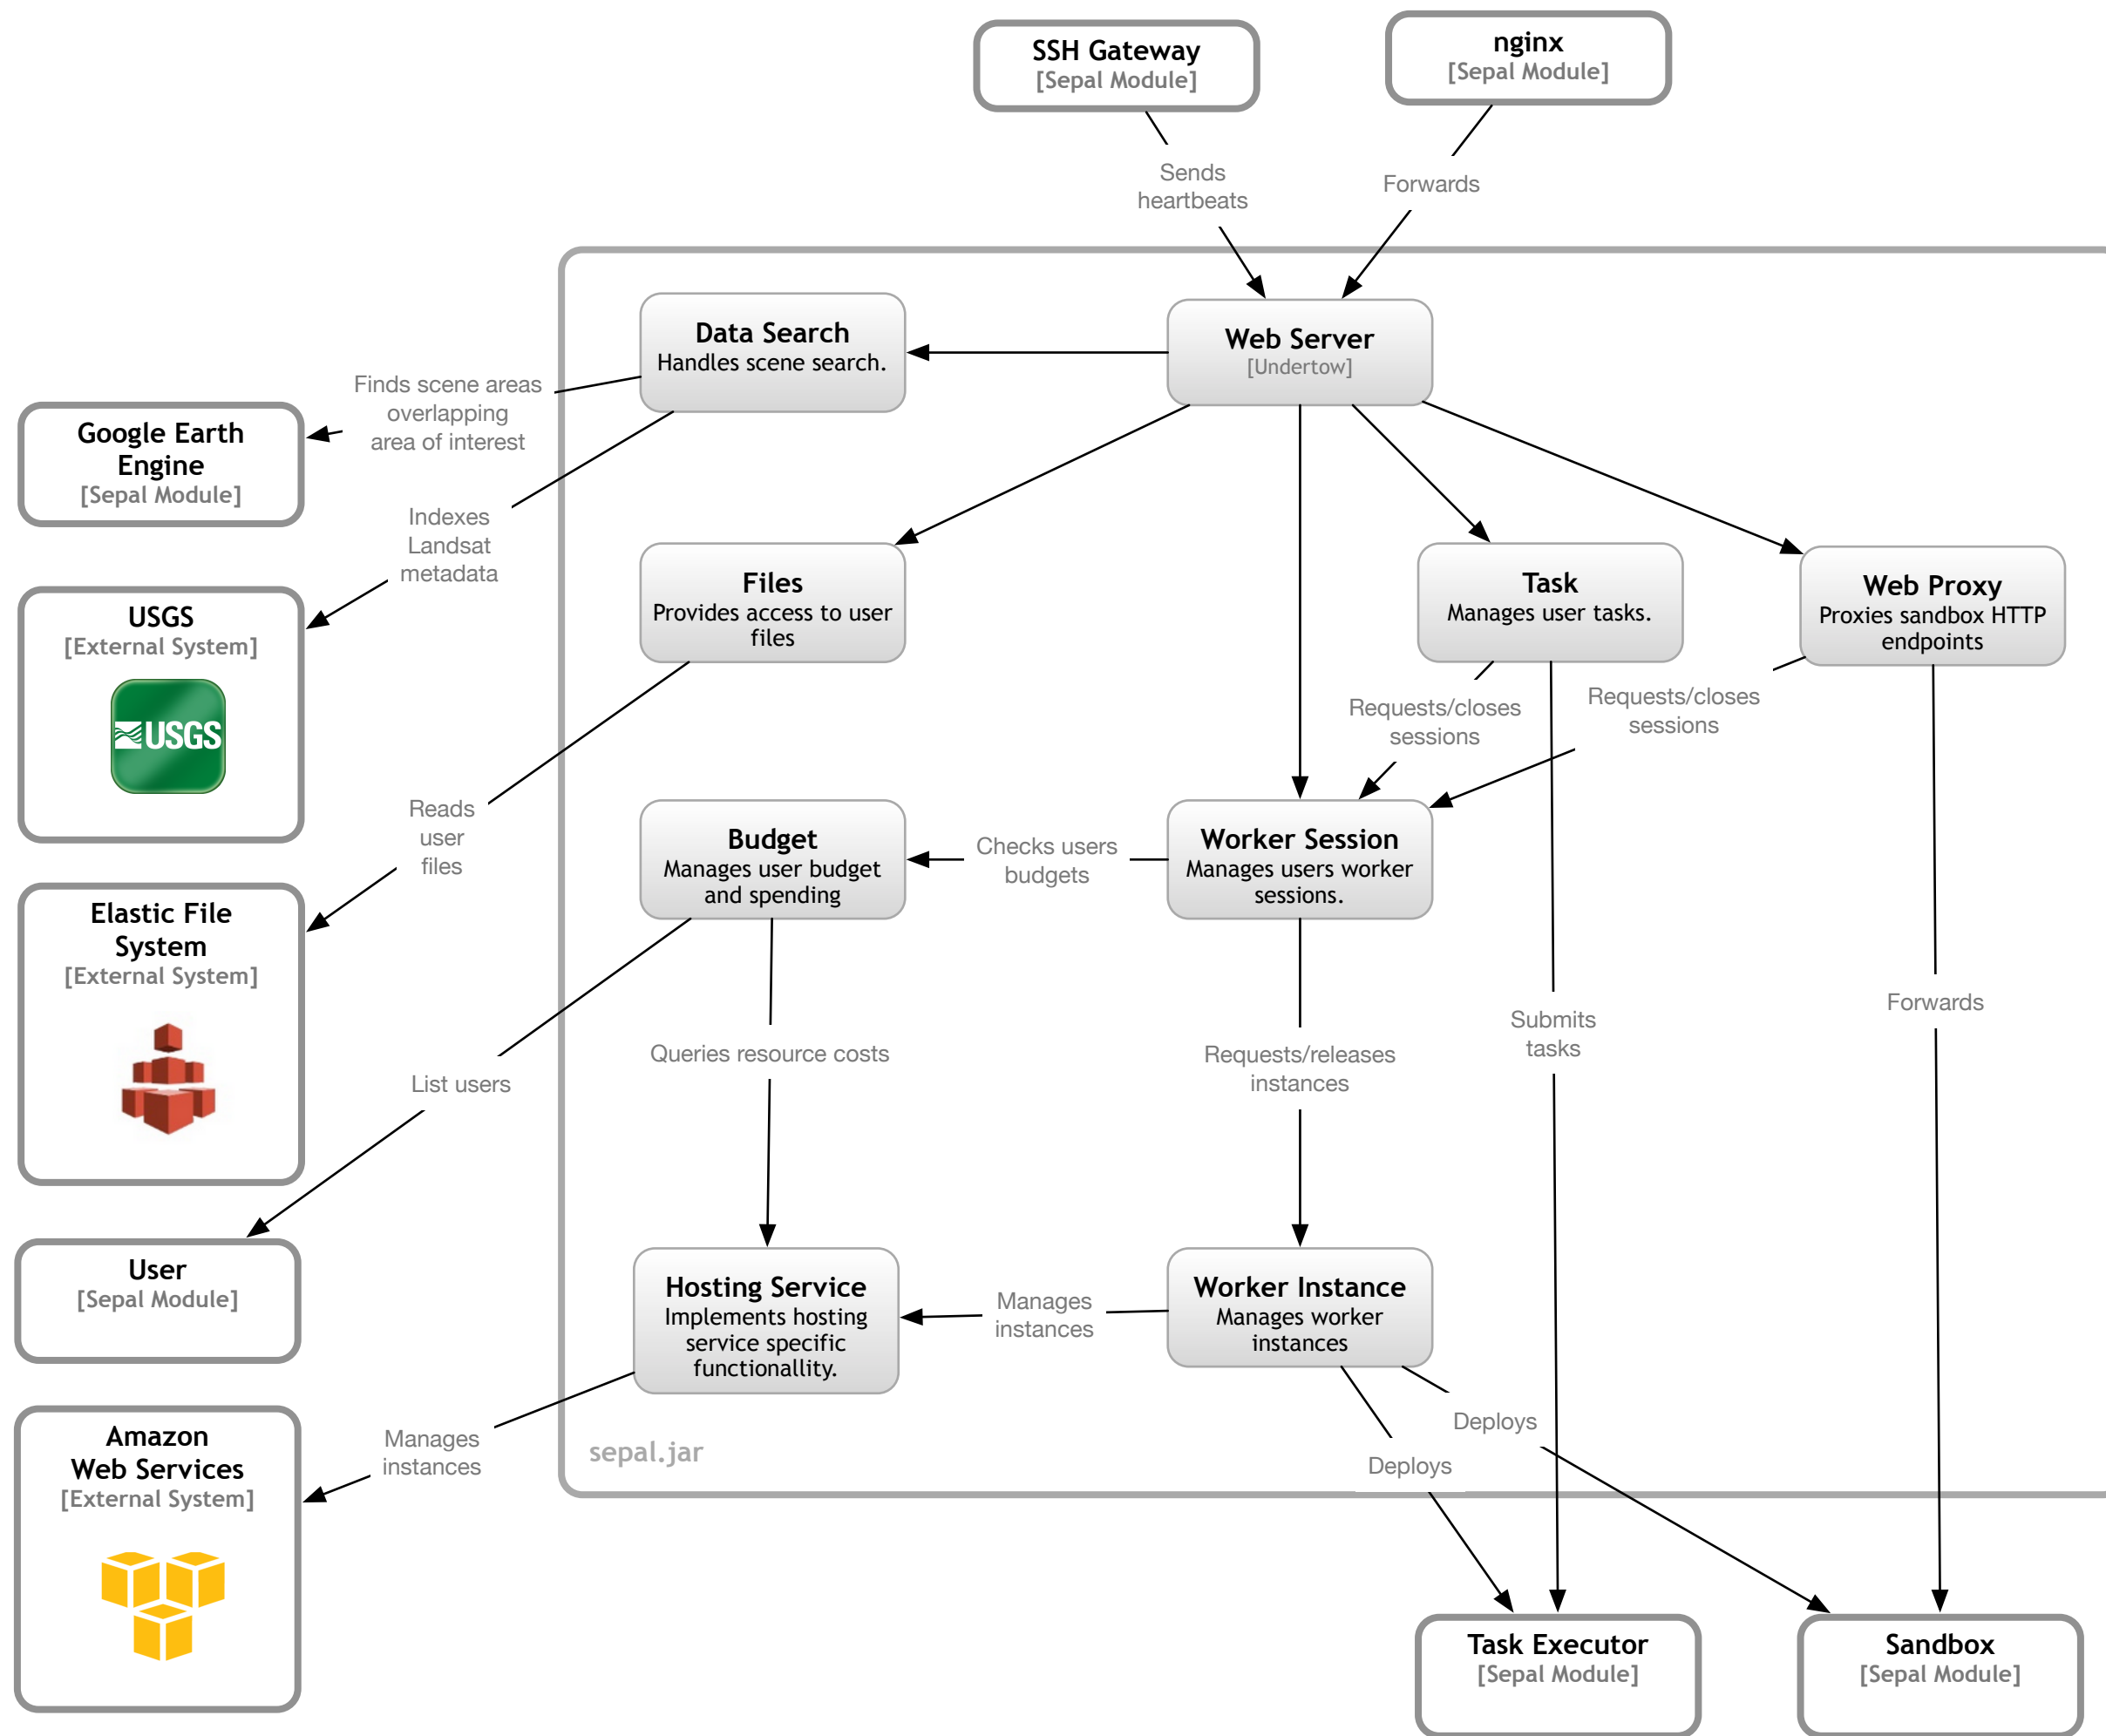 SSH Gateway
[Sepal Module]
nginx
[Sepal Module]
Sends
heartbeats
Forwards
Data Search
Handles scene search.
Web Server
[Undertow]
Finds scene areas
overlapping
area of interest
Google Earth
Engine
[Sepal Module]
Indexes
Landsat
metadata
Files
Provides access to user
files
Task
Manages user tasks.
Web Proxy
Proxies sandbox HTTP
endpoints
USGS
[External System]
USGS
Requests/closes
sessions
Requests/closes
sessions
Reads
user
files
Budget
Manages user budget
and spending
Checks users
budgets
Worker Session
Manages users worker
sessions.
Elastic File
System
[External System]
Forwards
Submits
tasks
Queries resource costs
Requests/releases
instances
List users
User
[Sepal Module]
Hosting Service
Implements hosting
service specific
functionallity.
Manages
instances
Worker Instance
Manages worker
instances
Amazon
Web Services
[External System]
Manages
instances
sepal.jar
Deploys
Deploys
Task Executor
[Sepal Module]
Sandbox
[Sepal Module]